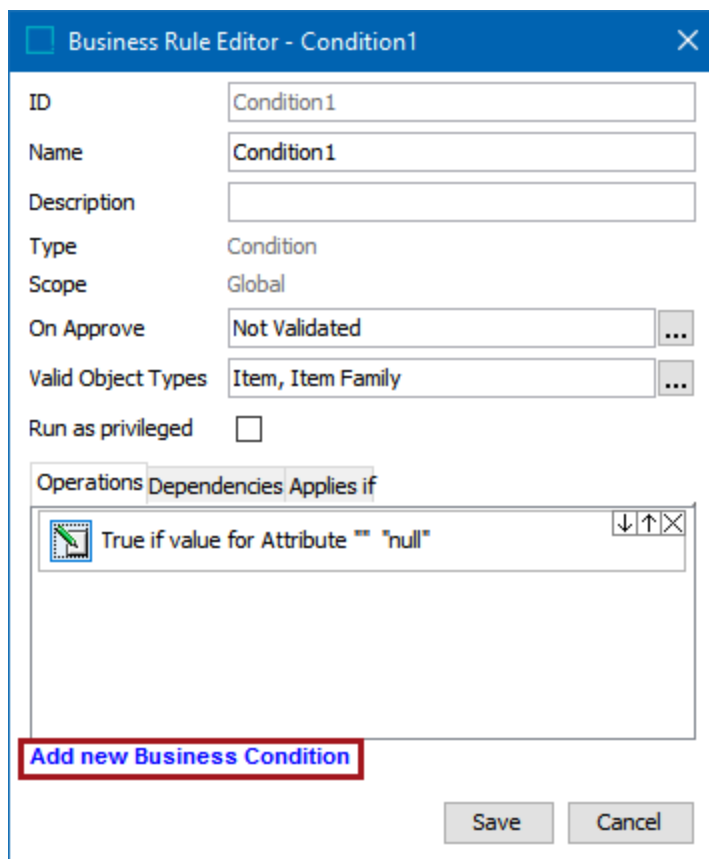 Business Rule Editor - Condition1
ID Condition1
Name Condition1
Description
Type Condition
Scope Global
On Approve Not Validated ...
Valid Object Types Item, Item Family ...
Run as privileged
Operations Dependencies Applies if
True if value for Attribute "" "null"
Add new Business Condition
Save Cancel